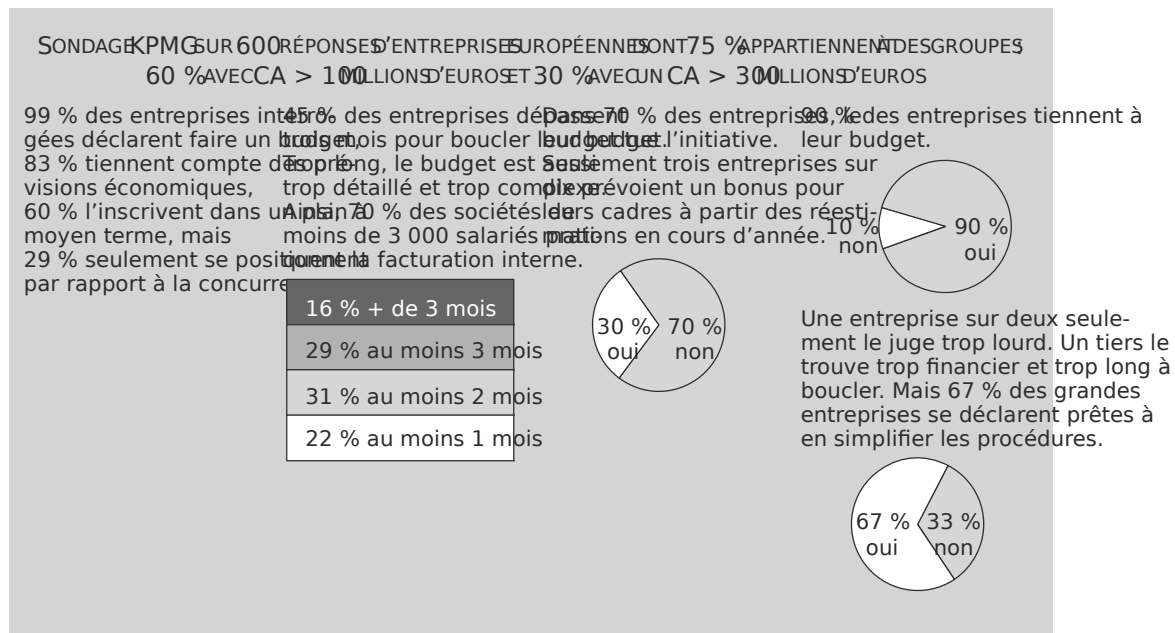 SONDAGE KPMG SUR 600 RÉPONSES D’ENTREPRISES EUROPÉENNES DONT 75 % APPARTIENNENT À DES GROUPES ;
60 % AVEC CA > 100 MILLIONS D’EUROS ET 30 % AVEC UN CA > 300 MILLIONS D’EUROS
99 % des entreprises interro-
gées déclarent faire un budget,
83 % tiennent compte des pré-
visions économiques,
60 % l’inscrivent dans un plan à
moyen terme, mais
29 % seulement se positionnent
par rapport à la concurrence.
45 % des entreprises dépassent
trois mois pour boucler leur budget.
Trop long, le budget est aussi
trop détaillé et trop complexe.
Ainsi, 70 % des sociétés de
moins de 3 000 salariés prati-
quent la facturation interne.
16 % + de 3 mois
29 % au moins 3 mois
31 % au moins 2 mois
22 % au moins 1 mois
Dans 70 % des entreprises, le
budget tue l’initiative.
Seulement trois entreprises sur
dix prévoient un bonus pour
leurs cadres à partir des réesti-
mations en cours d’année.
30 %
oui
70 %
non
90 % des entreprises tiennent à
leur budget.
10 %
non
90 %
oui
Une entreprise sur deux seule-
ment le juge trop lourd. Un tiers le
trouve trop financier et trop long à
boucler. Mais 67 % des grandes
entreprises se déclarent prêtes à
en simplifier les procédures.
67 %
oui
33 %
non